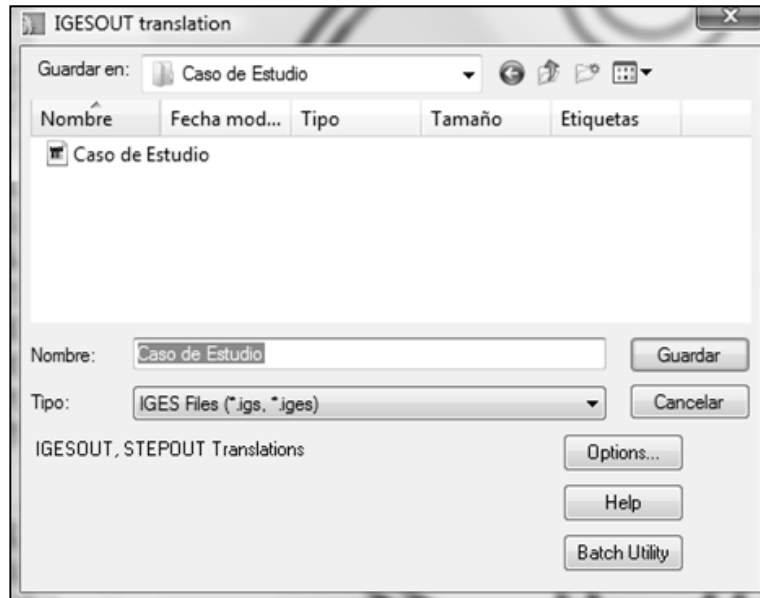 IGESOUT translation
Guardar en: Caso de Estudio
Nombre Fecha mod... Tipo Tamaño Etiquetas
Caso de Estudio
Nombre: Caso de Estudio Guardar
Tipo: IGES Files (*.igs, *.iges) Cancelar
IGESOUT, STEPOUT Translations Options...
Help
Batch Utility